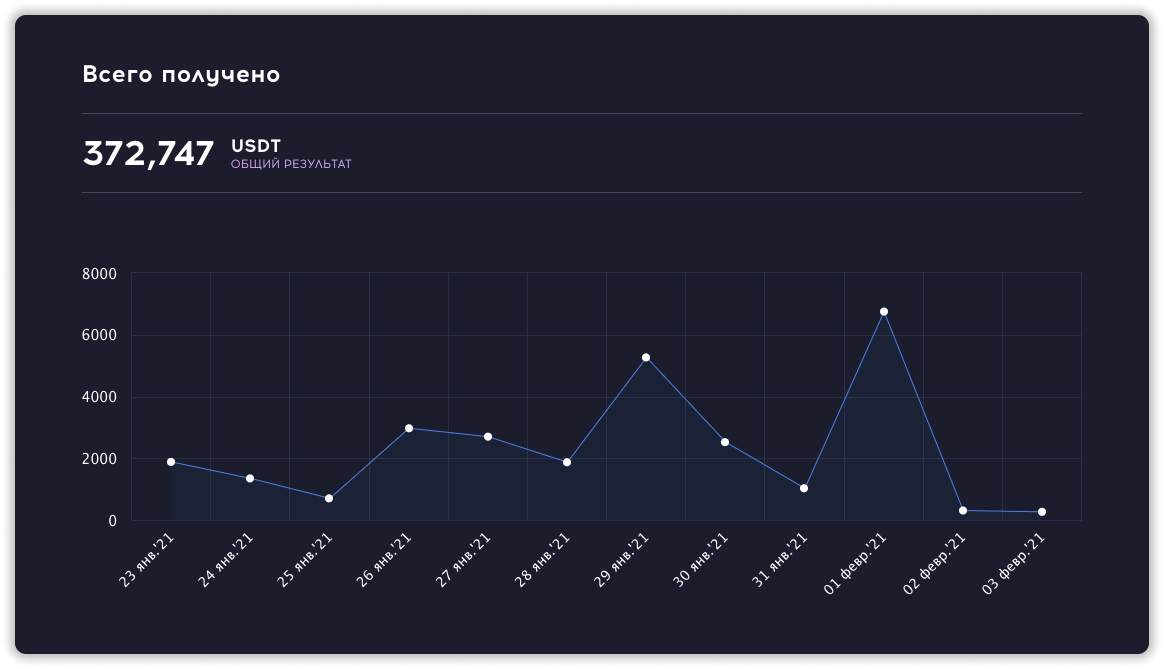 Всего получено
372,747 USDT
ОБЩИЙ РЕЗУЛЬТАТ
8000
6000
4000
2000
0
23 янв.'21
24 янв.'21
25 янв.'21
26 янв.'21
27 янв.'21
28 янв.'21
29 янв.'21
30 янв.'21
31 янв.'21
01 февр.'21
02 февр.'21
03 февр.'21